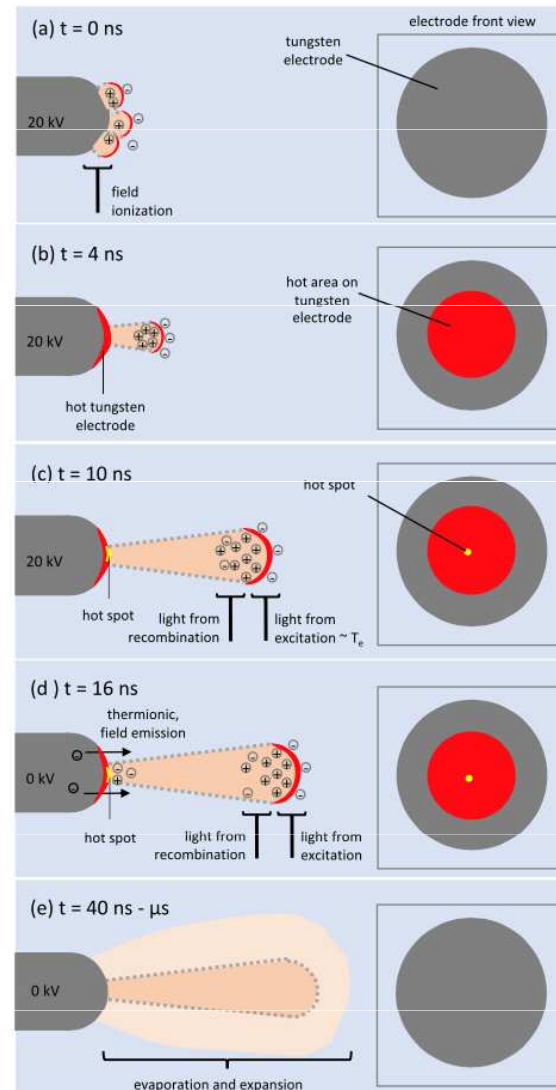 electrode front view
(a) t = 0 ns
tungsten
electrode
20 kV
field
ionization
(b) t = 4 ns
hot area on
tungsten
electrode
20 kV
hot tungsten
electrode
(c) t = 10 ns
hot spot
20 kV
hot spot
light from
recombination
light from
excitation ~ Te
(d ) t = 16 ns
thermionic,
field emission
0 kV
hot spot
light from
recombination
light from
excitation
(e) t = 40 ns - μs
0 kV
evaporation and expansion